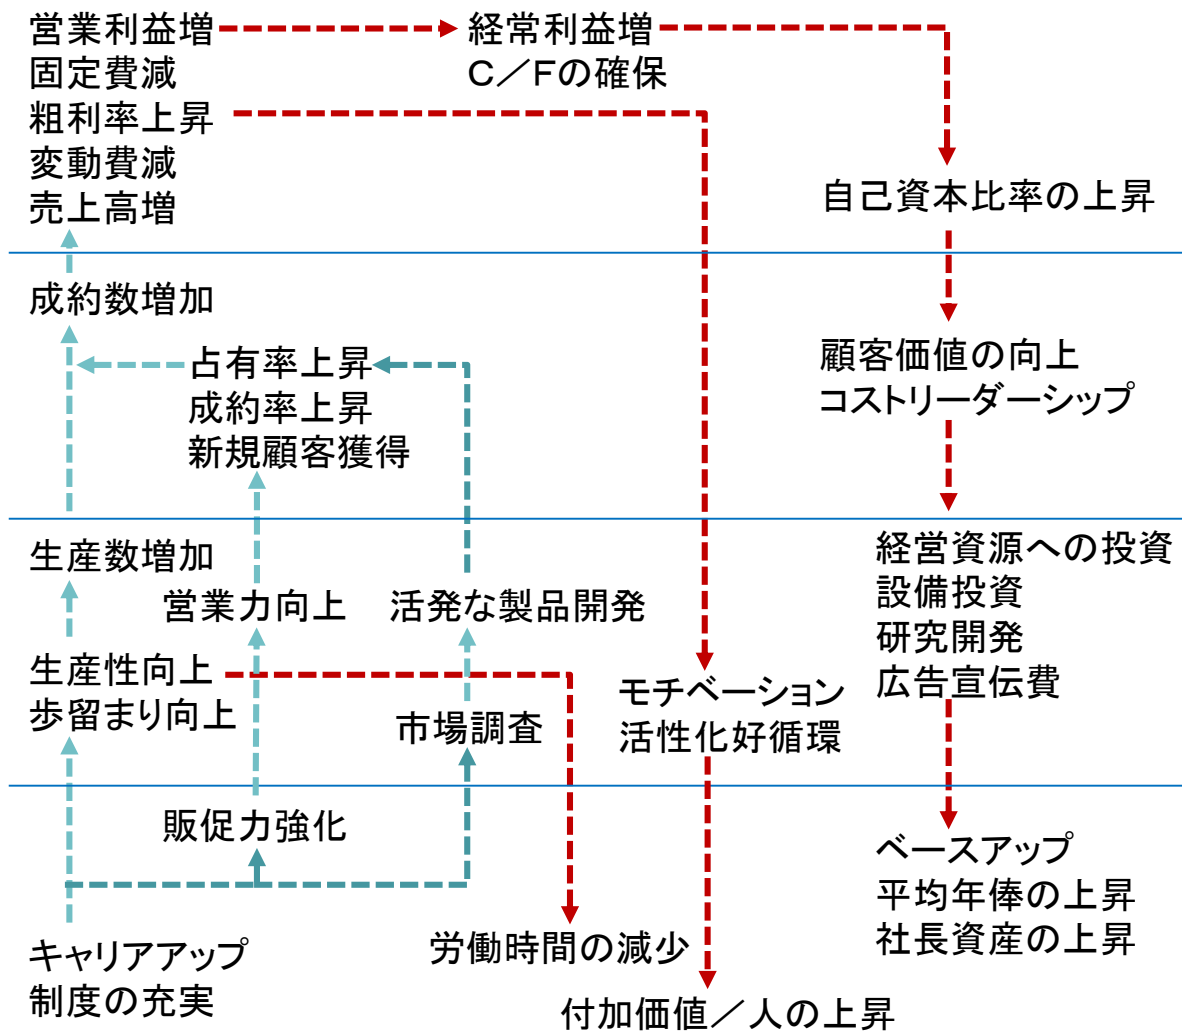 営業利益増
固定費減
粗利率上昇
変動費減
売上高増
経常利益増
C／Fの確保
自己資本比率の上昇
成約数増加
占有率上昇
成約率上昇
新規顧客獲得
顧客価値の向上
コストリーダーシップ
生産数増加
営業力向上
活発な製品開発
生産性向上
歩留まり向上
市場調査
モチベーション
活性化好循環
経営資源への投資
設備投資
研究開発
広告宣伝費
販促力強化
キャリアアップ
制度の充実
労働時間の減少
付加価値／人の上昇
ベースアップ
平均年俸の上昇
社長資産の上昇